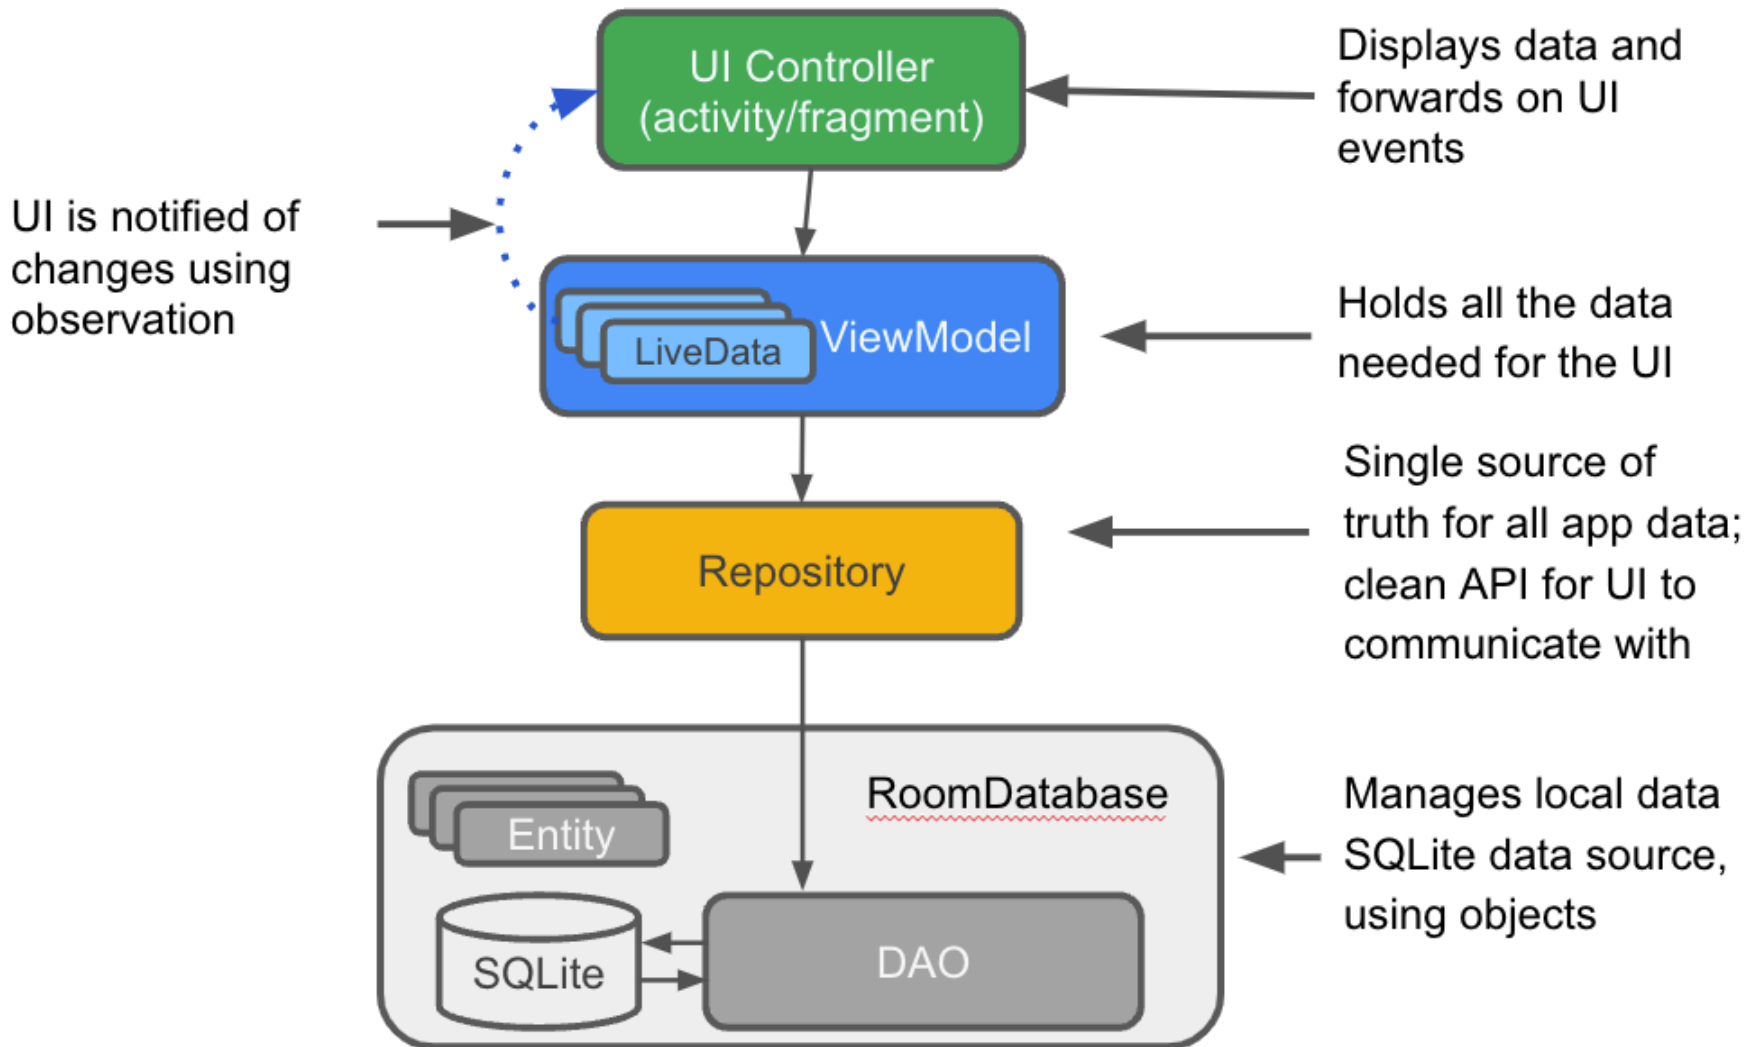 UI Controller
(activity/fragment)
Displays data and
forwards on UI
events
UI is notified of
changes using
observation
LiveData
ViewModel
Holds all the data
needed for the UI
Single source of
truth for all app data;
clean API for UI to
communicate with
Repository
RoomDatabase
Entity
SQLite
DAO
Manages local data
SQLite data source,
using objects